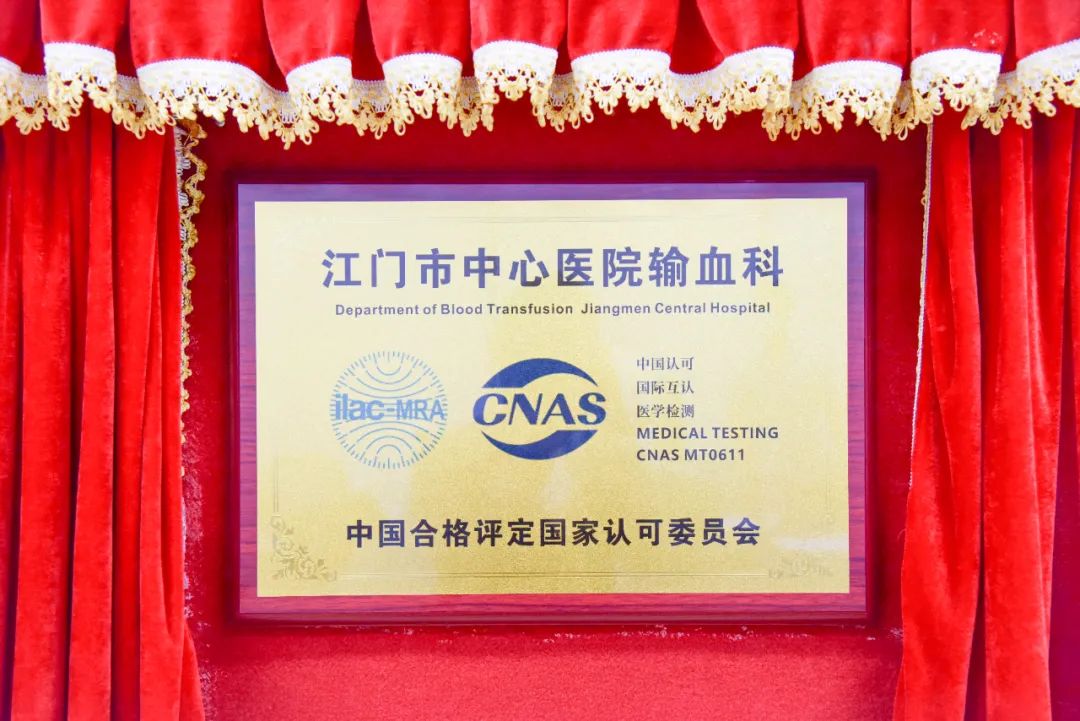 江门市中心医院输血科
Department of Blood Transfusion Jiangmen Central Hospital
ilac-MRA
CNAS
中国认可
国际互认
医学检测
MEDICAL TESTING
CNAS MT0611
中国合格评定国家认可委员会